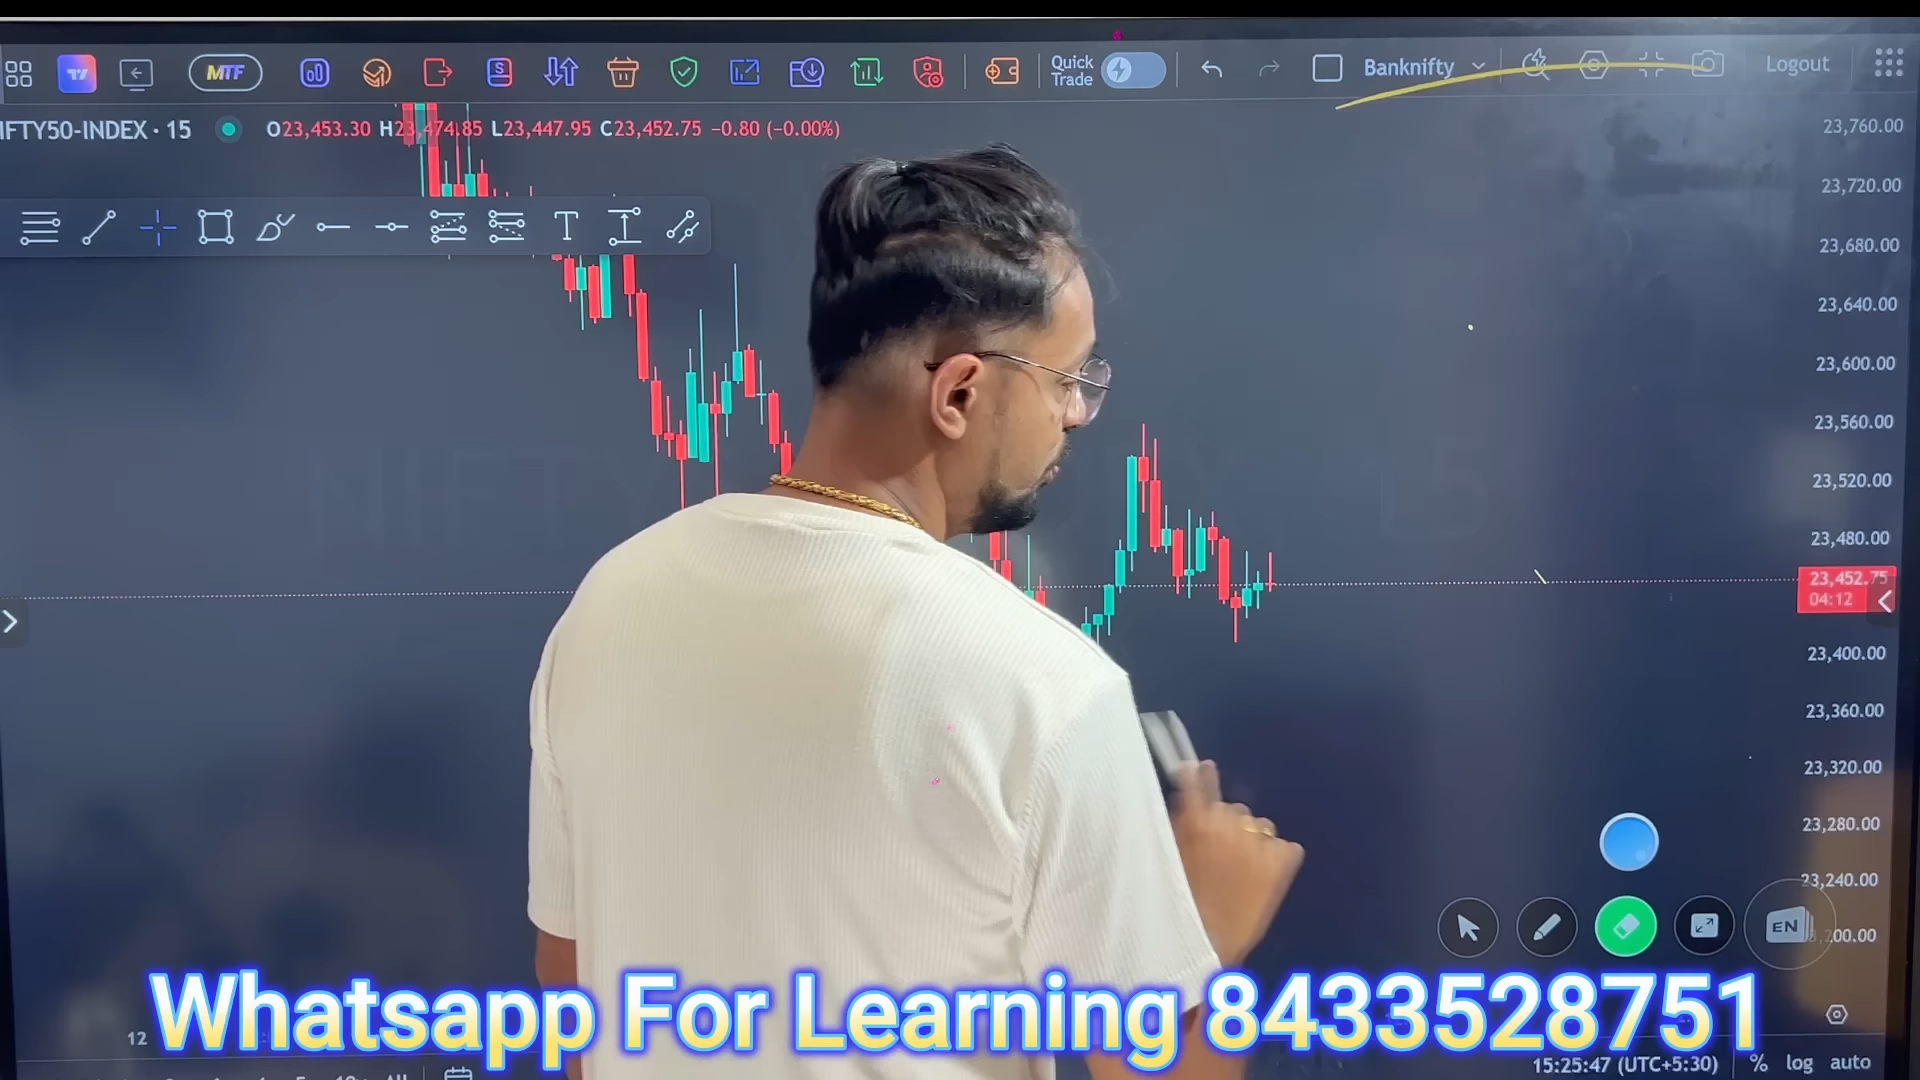 MTF
Quick
Trade
Banknifty
Logout
IFTY50-INDEX · 15 O23,453.30 H23,474.85 L23,447.95 C23,452.75 −0.80 (−0.00%)
23,760.00
23,720.00
23,680.00
23,640.00
23,600.00
23,560.00
23,520.00
23,480.00
23,452.75
04:12
23,400.00
23,360.00
23,320.00
23,280.00
23,240.00
EN
Whatsapp For Learning 8433528751
12
15:25:47 (UTC+5:30) % log auto